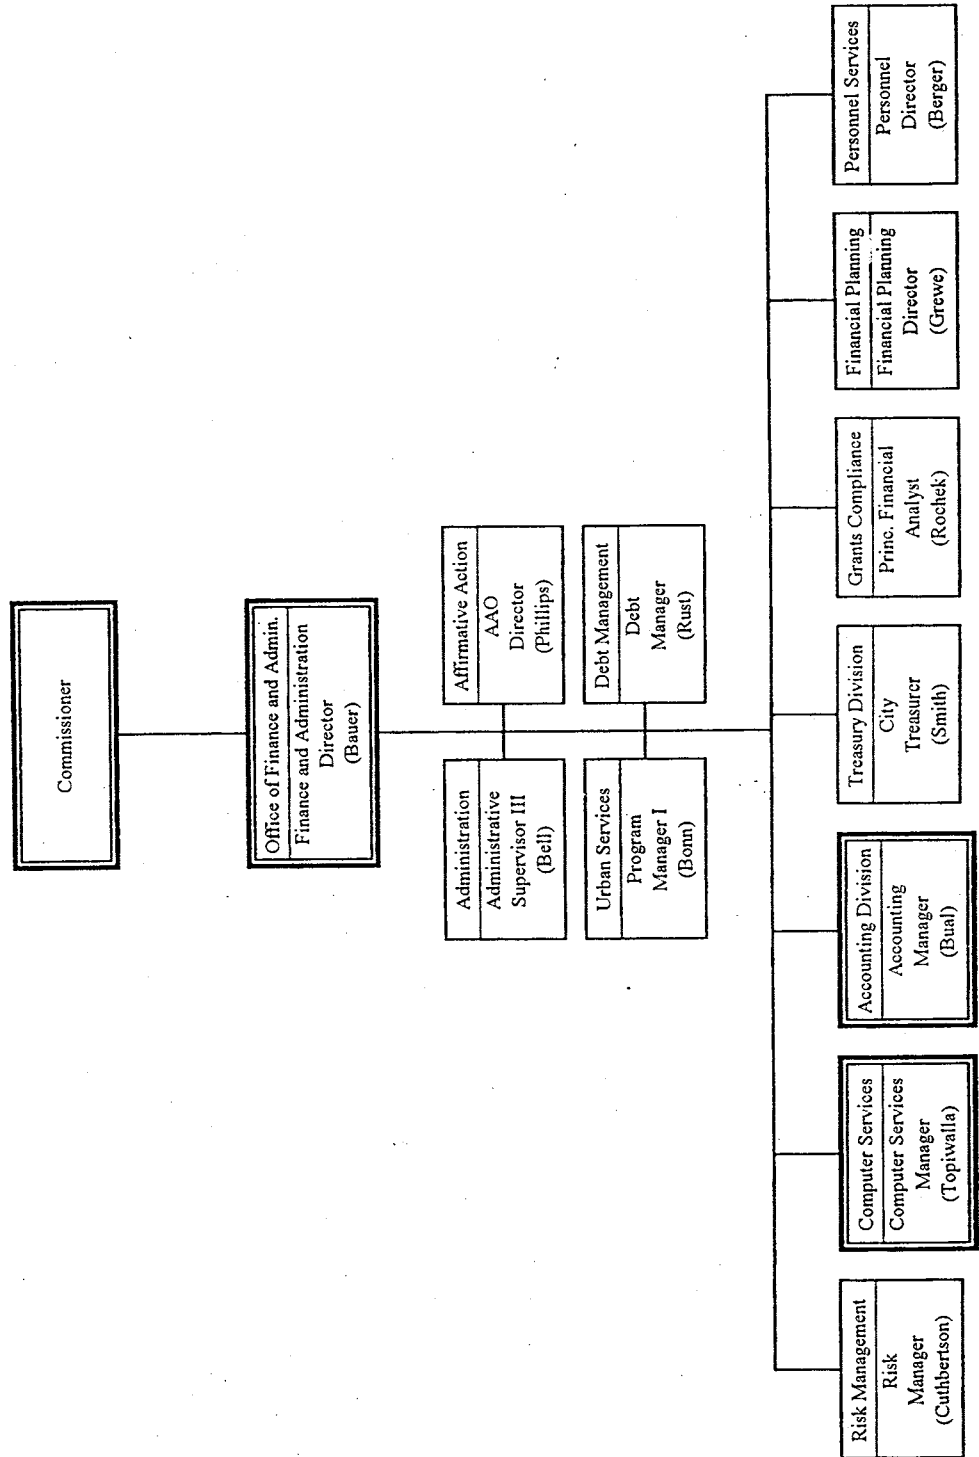 Commissioner
Office of Finance and Admin.
Finance and Administration
Director
(Bauer)
Administration
Administrative
Supervisor III
(Bell)
Affirmative Action
AAO
Director
(Phillips)
Urban Services
Program
Manager I
(Bonn)
Debt Management
Debt
Manager
(Rust)
Risk Management
Risk
Manager
(Cuthbertson)
Computer Services
Computer Services
Manager
(Topiwalla)
Accounting Division
Accounting
Manager
(Bual)
Treasury Division
City
Treasurer
(Smith)
Grants Compliance
Princ. Financial
Analyst
(Rochek)
Financial Planning
Financial Planning
Director
(Grewe)
Personnel Services
Personnel
Director
(Berger)